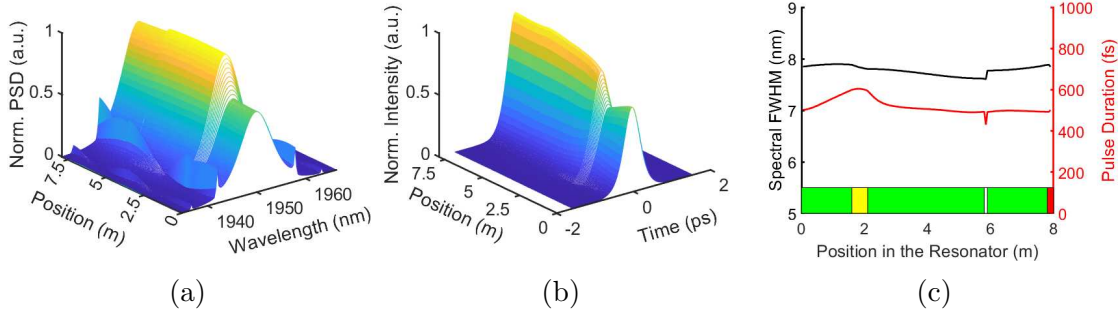 1
0.5
0
Norm. PSD (a.u.)
7.5
5
2.5
0
Position (m)
1940
1950
1960
Wavelength (nm)
(a)
1
0.5
0
Norm. Intensity (a.u.)
7.5
5
2.5
0
Position (m)
-2
0
2
Time (ps)
(b)
9
8
7
6
5
Spectral FWHM (nm)
1000
800
600
400
200
0
Pulse Duration (fs)
0 2 4 6 8
Position in the Resonator (m)
(c)